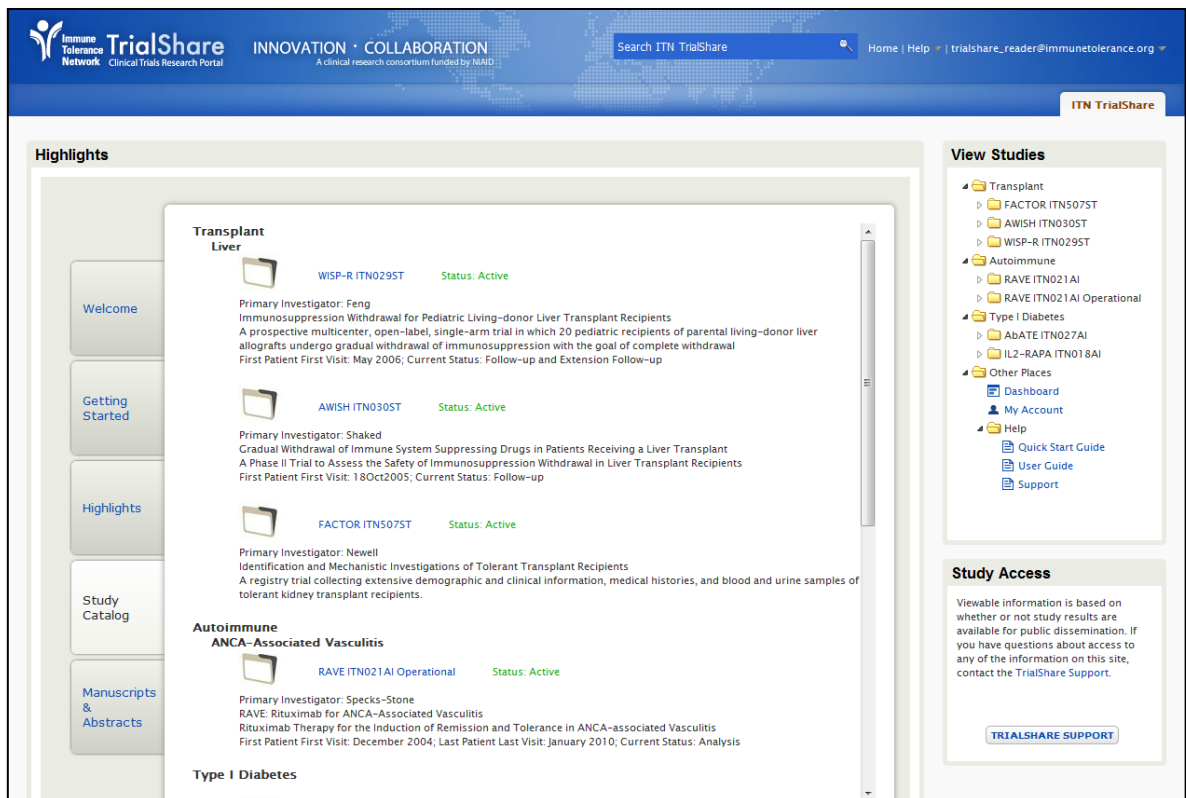 Immune
Tolerance
Network
TrialShare
Clinical Trials Research Portal
INNOVATION · COLLABORATION
A clinical research consortium funded by NIAID
Search ITN TrialShare
Home | Help | trialshare_reader@immunetolerance.org
ITN TrialShare
Highlights
Welcome
Getting
Started
Highlights
Study
Catalog
Manuscripts
&
Abstracts
Transplant
Liver
WISP-R ITN029ST Status: Active
Primary Investigator: Feng
Immunosuppression Withdrawal for Pediatric Living-donor Liver Transplant Recipients
A prospective multicenter, open-label, single-arm trial in which 20 pediatric recipients of parental living-donor liver
allografts undergo gradual withdrawal of immunosuppression with the goal of complete withdrawal
First Patient First Visit: May 2006; Current Status: Follow-up and Extension Follow-up
AWISH ITN030ST Status: Active
Primary Investigator: Shaked
Gradual Withdrawal of Immune System Suppressing Drugs in Patients Receiving a Liver Transplant
A Phase II Trial to Assess the Safety of Immunosuppression Withdrawal in Liver Transplant Recipients
First Patient First Visit: 18Oct2005; Current Status: Follow-up
FACTOR ITN507ST Status: Active
Primary Investigator: Newell
Identification and Mechanistic Investigations of Tolerant Transplant Recipients
A registry trial collecting extensive demographic and clinical information, medical histories, and blood and urine samples of
tolerant kidney transplant recipients.
Autoimmune
ANCA-Associated Vasculitis
RAVE ITN021AI Operational Status: Active
Primary Investigator: Specks-Stone
RAVE: Rituximab for ANCA-Associated Vasculitis
Rituximab Therapy for the Induction of Remission and Tolerance in ANCA-associated Vasculitis
First Patient First Visit: December 2004; Last Patient Last Visit: January 2010; Current Status: Analysis
Type I Diabetes
View Studies
Transplant
FACTOR ITN507ST
AWISH ITN030ST
WISP-R ITN029ST
Autoimmune
RAVE ITN021AI
RAVE ITN021AI Operational
Type I Diabetes
AbATE ITN027AI
IL2-RAPA ITN018AI
Other Places
Dashboard
My Account
Help
Quick Start Guide
User Guide
Support
Study Access
Viewable information is based on
whether or not study results are
available for public dissemination. If
you have questions about access to
any of the information on this site,
contact the TrialShare Support.
TRIALSHARE SUPPORT